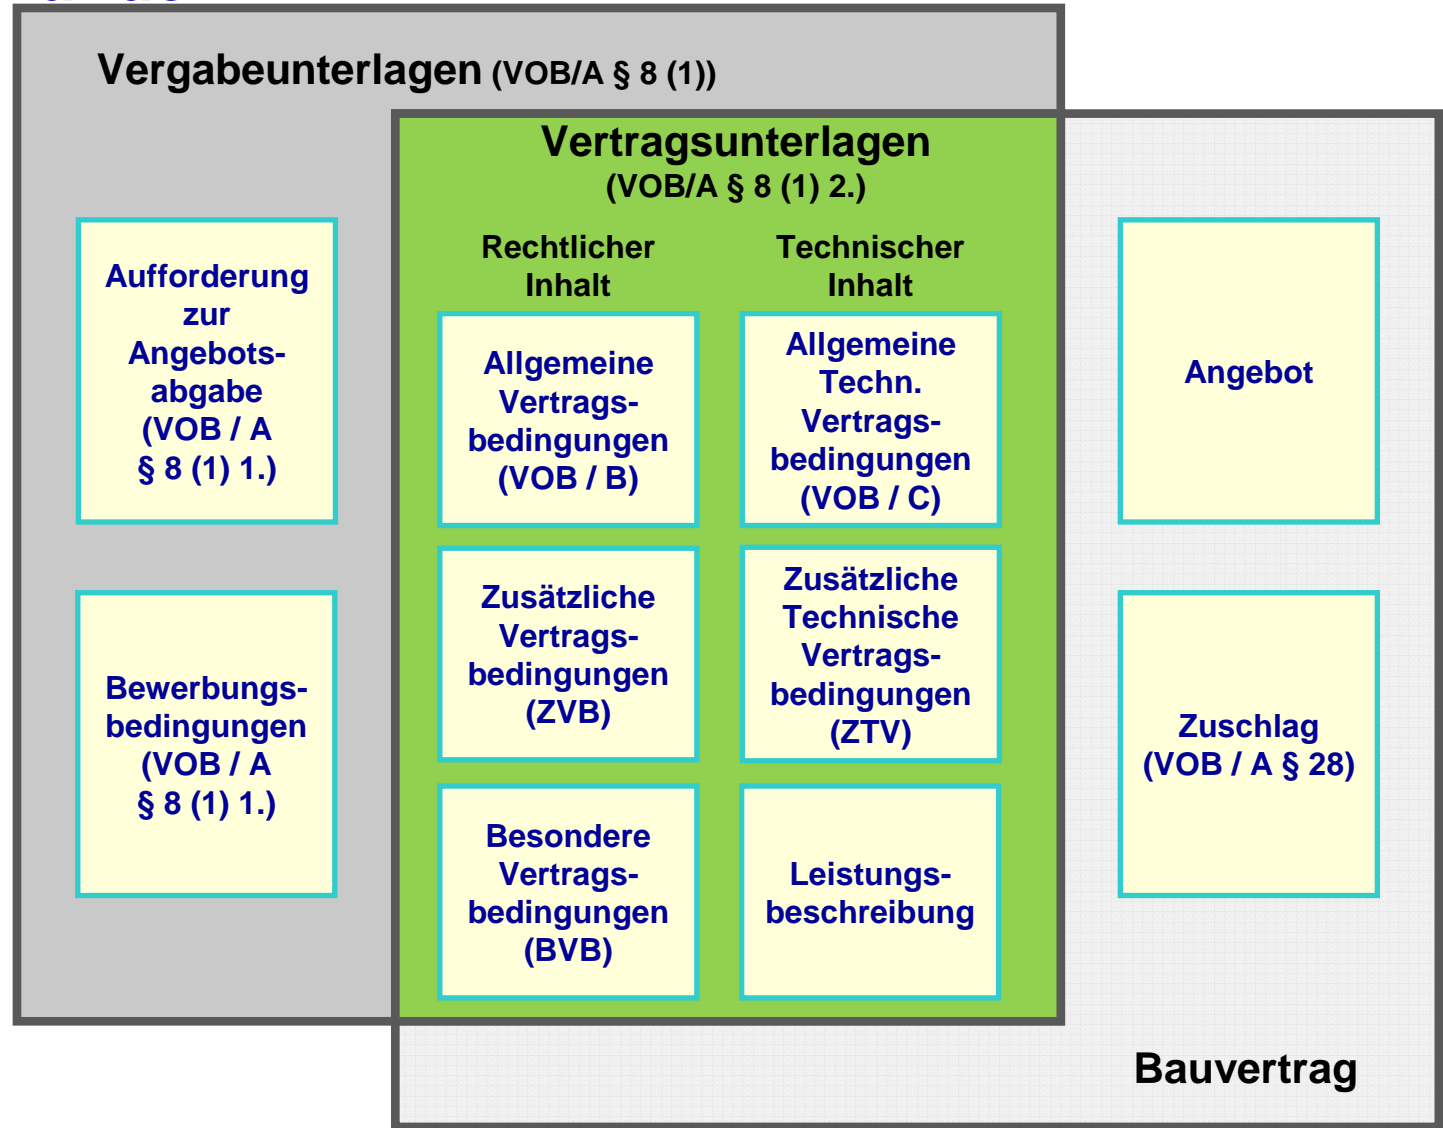 Vergabeunterlagen (VOB/A § 8 (1))
Vertragsunterlagen
(VOB/A § 8 (1) 2.)
Aufforderung
zur
Angebots-
abgabe
(VOB / A
§ 8 (1) 1.)
Bewerbungs-
bedingungen
(VOB / A
§ 8 (1) 1.)
Rechtlicher
Inhalt
Allgemeine
Vertrags-
bedingungen
(VOB / B)
Zusätzliche
Vertrags-
bedingungen
(ZVB)
Besondere
Vertrags-
bedingungen
(BVB)
Technischer
Inhalt
Allgemeine
Techn.
Vertrags-
bedingungen
(VOB / C)
Zusätzliche
Technische
Vertrags-
bedingungen
(ZTV)
Leistungs-
beschreibung
Angebot
Zuschlag
(VOB / A § 28)
Bauvertrag